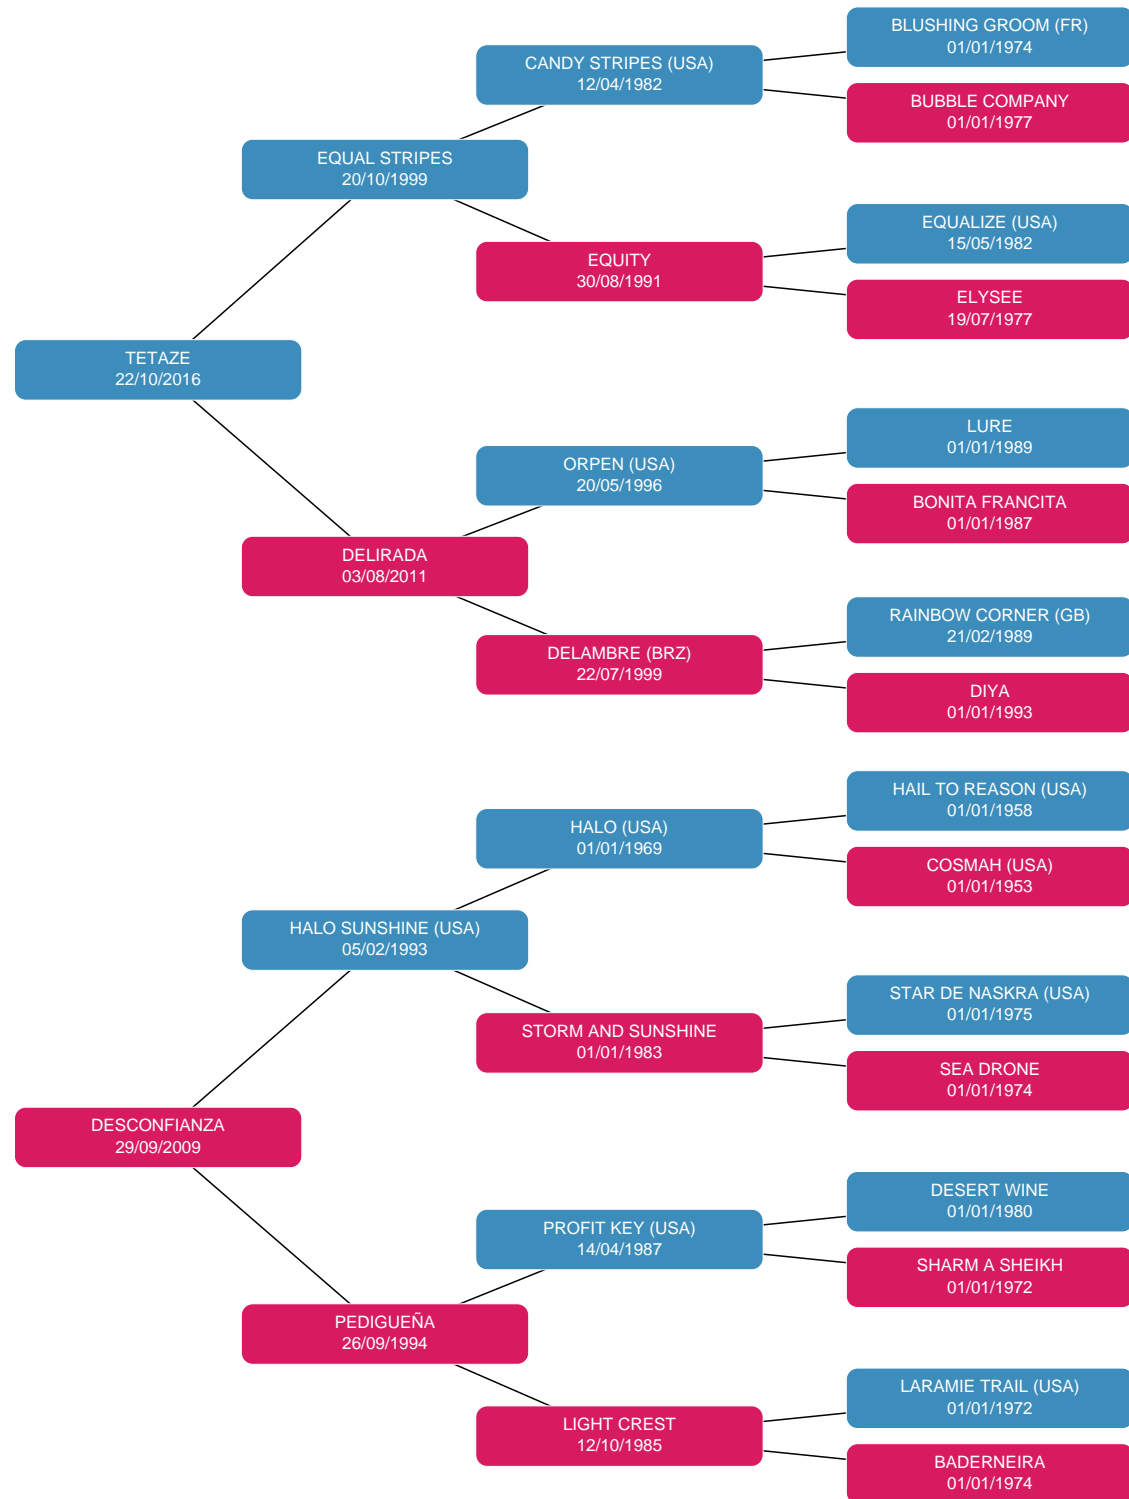 BLUSHING GROOM (FR)
01/01/1974
CANDY STRIPES (USA)
12/04/1982
BUBBLE COMPANY
01/01/1977
EQUAL STRIPES
20/10/1999
EQUALIZE (USA)
15/05/1982
EQUITY
30/08/1991
ELYSEE
19/07/1977
TETAZE
22/10/2016
LURE
01/01/1989
ORPEN (USA)
20/05/1996
BONITA FRANCITA
01/01/1987
DELIRADA
03/08/2011
RAINBOW CORNER (GB)
21/02/1989
DELAMBRE (BRZ)
22/07/1999
DIYA
01/01/1993
HAIL TO REASON (USA)
01/01/1958
HALO (USA)
01/01/1969
COSMAH (USA)
01/01/1953
HALO SUNSHINE (USA)
05/02/1993
STAR DE NASKRA (USA)
01/01/1975
STORM AND SUNSHINE
01/01/1983
SEA DRONE
01/01/1974
DESCONFIANZA
29/09/2009
DESERT WINE
01/01/1980
PROFIT KEY (USA)
14/04/1987
SHARM A SHEIKH
01/01/1972
PEDIGUEÑA
26/09/1994
LARAMIE TRAIL (USA)
01/01/1972
LIGHT CREST
12/10/1985
BADERNEIRA
01/01/1974